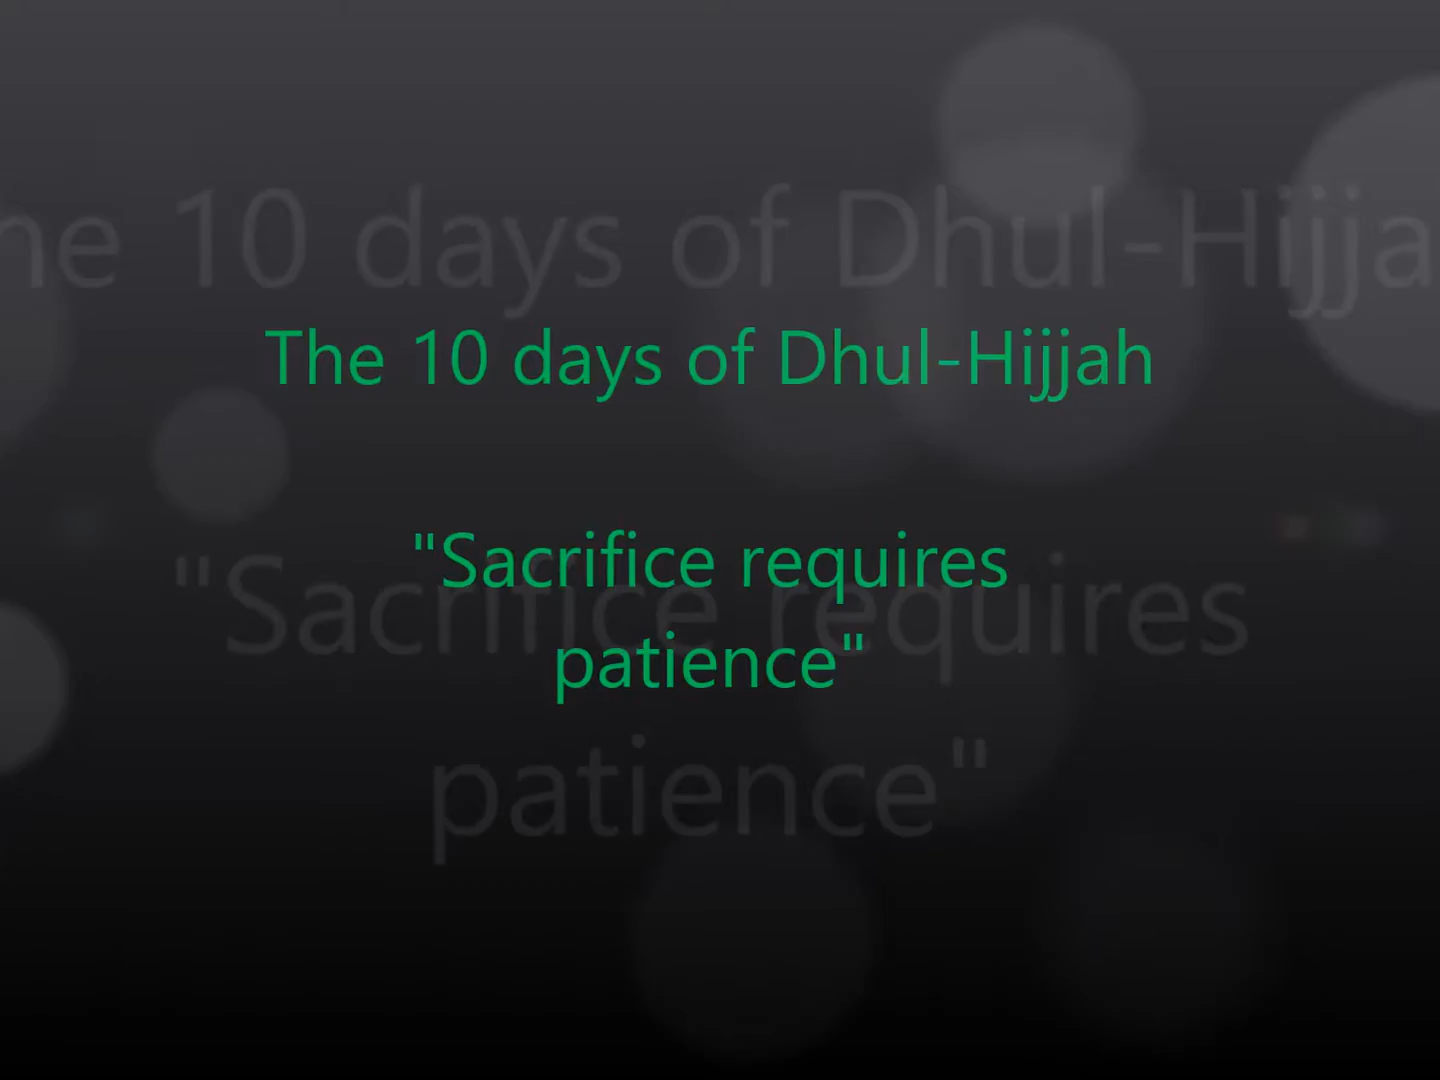 The 10 days of Dhul-Hijjah
"Sacrifice requires
patience"